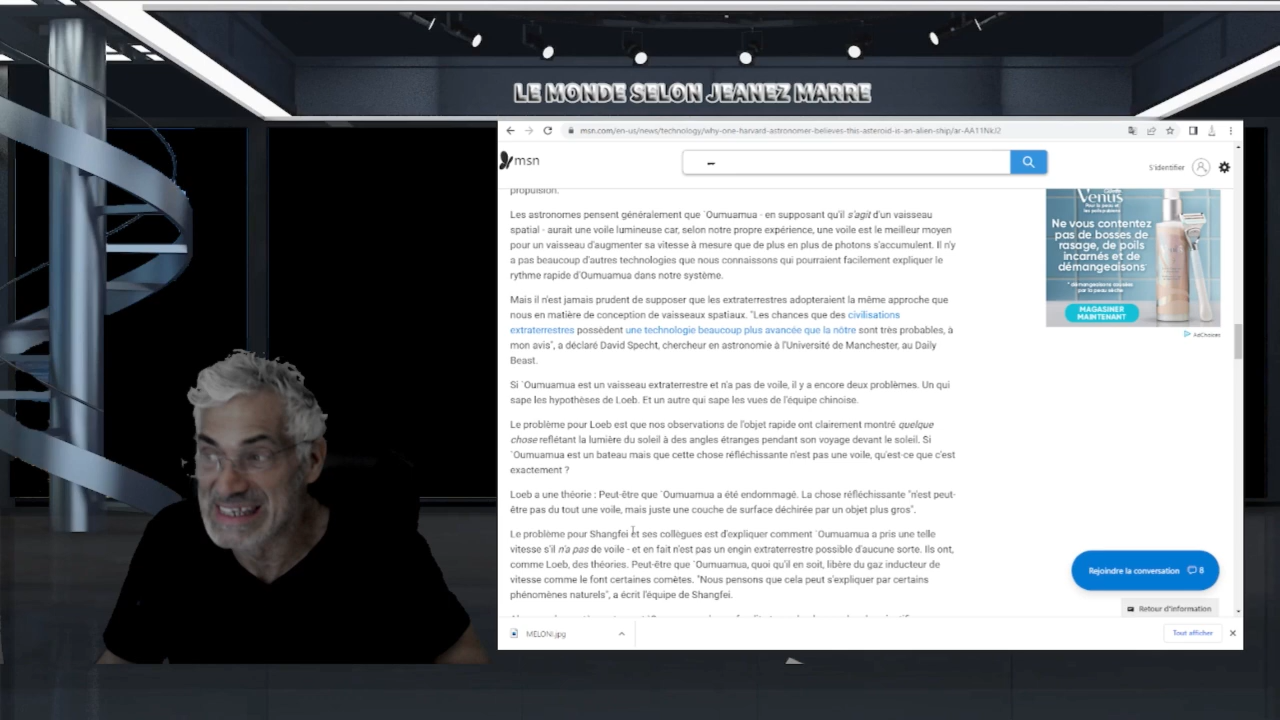 LE MONDE SELON JEANEZ MARRE
msn.com/en-us/news/technology/why-one-harvard-astronomer-believes-this-asteroid-is-an-alien-ship/ar-AA11NkJ2
msn
S'identifier
propulsion.
Les astronomes pensent généralement que `Oumuamua - en supposant qu'il s'agit d'un vaisseau
spatial - aurait une voile lumineuse car, selon notre propre expérience, une voile est le meilleur moyen
pour un vaisseau d'augmenter sa vitesse à mesure que de plus en plus de photons s'accumulent. Il n'y
a pas beaucoup d'autres technologies que nous connaissons qui pourraient facilement expliquer le
rythme rapide d'Oumuamua dans notre système.
Mais il n'est jamais prudent de supposer que les extraterrestres adopteraient la même approche que
nous en matière de conception de vaisseaux spatiaux. "Les chances que des civilisations
extraterrestres possèdent une technologie beaucoup plus avancée que la nôtre sont très probables, à
mon avis", a déclaré David Specht, chercheur en astronomie à l'Université de Manchester, au Daily
Beast.
Si `Oumuamua est un vaisseau extraterrestre et n'a pas de voile, il y a encore deux problèmes. Un qui
sape les hypothèses de Loeb. Et un autre qui sape les vues de l'équipe chinoise.
Le problème pour Loeb est que nos observations de l'objet rapide ont clairement montré quelque
chose reflétant la lumière du soleil à des angles étranges pendant son voyage devant le soleil. Si
`Oumuamua est un bateau mais que cette chose réfléchissante n'est pas une voile, qu'est-ce que c'est
exactement ?
Loeb a une théorie : Peut-être que `Oumuamua a été endommagé. La chose réfléchissante "n'est peut-
être pas du tout une voile, mais juste une couche de surface déchirée par un objet plus gros".
Le problème pour Shangfei et ses collègues est d'expliquer comment `Oumuamua a pris une telle
vitesse s'il n'a pas de voile - et en fait n'est pas un engin extraterrestre possible d'aucune sorte. Ils ont,
comme Loeb, des théories. Peut-être que `Oumuamua, quoi qu'il en soit, libère du gaz inducteur de
vitesse comme le font certaines comètes. "Nous pensons que cela peut s'expliquer par certains
phénomènes naturels", a écrit l'équipe de Shangfei.
Venus
Pour la peau et
les poils pubiens
Ne vous contentez
pas de bosses de
rasage, de poils
incarnés et de
démangeaisons*
* démangeaisons causées
par la peau sèche
MAGASINER
MAINTENANT
AdChoices
Rejoindre la conversation 8
Retour d'information
MELONI.jpg
Tout afficher